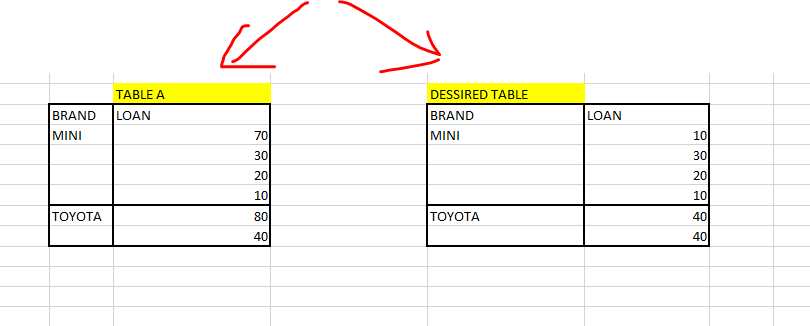 TABLE A DESSIRED TABLE
BRAND LOAN BRAND LOAN
MINI 70 MINI 10
30 30
20 20
10 10
TOYOTA 80 TOYOTA 40
40 40